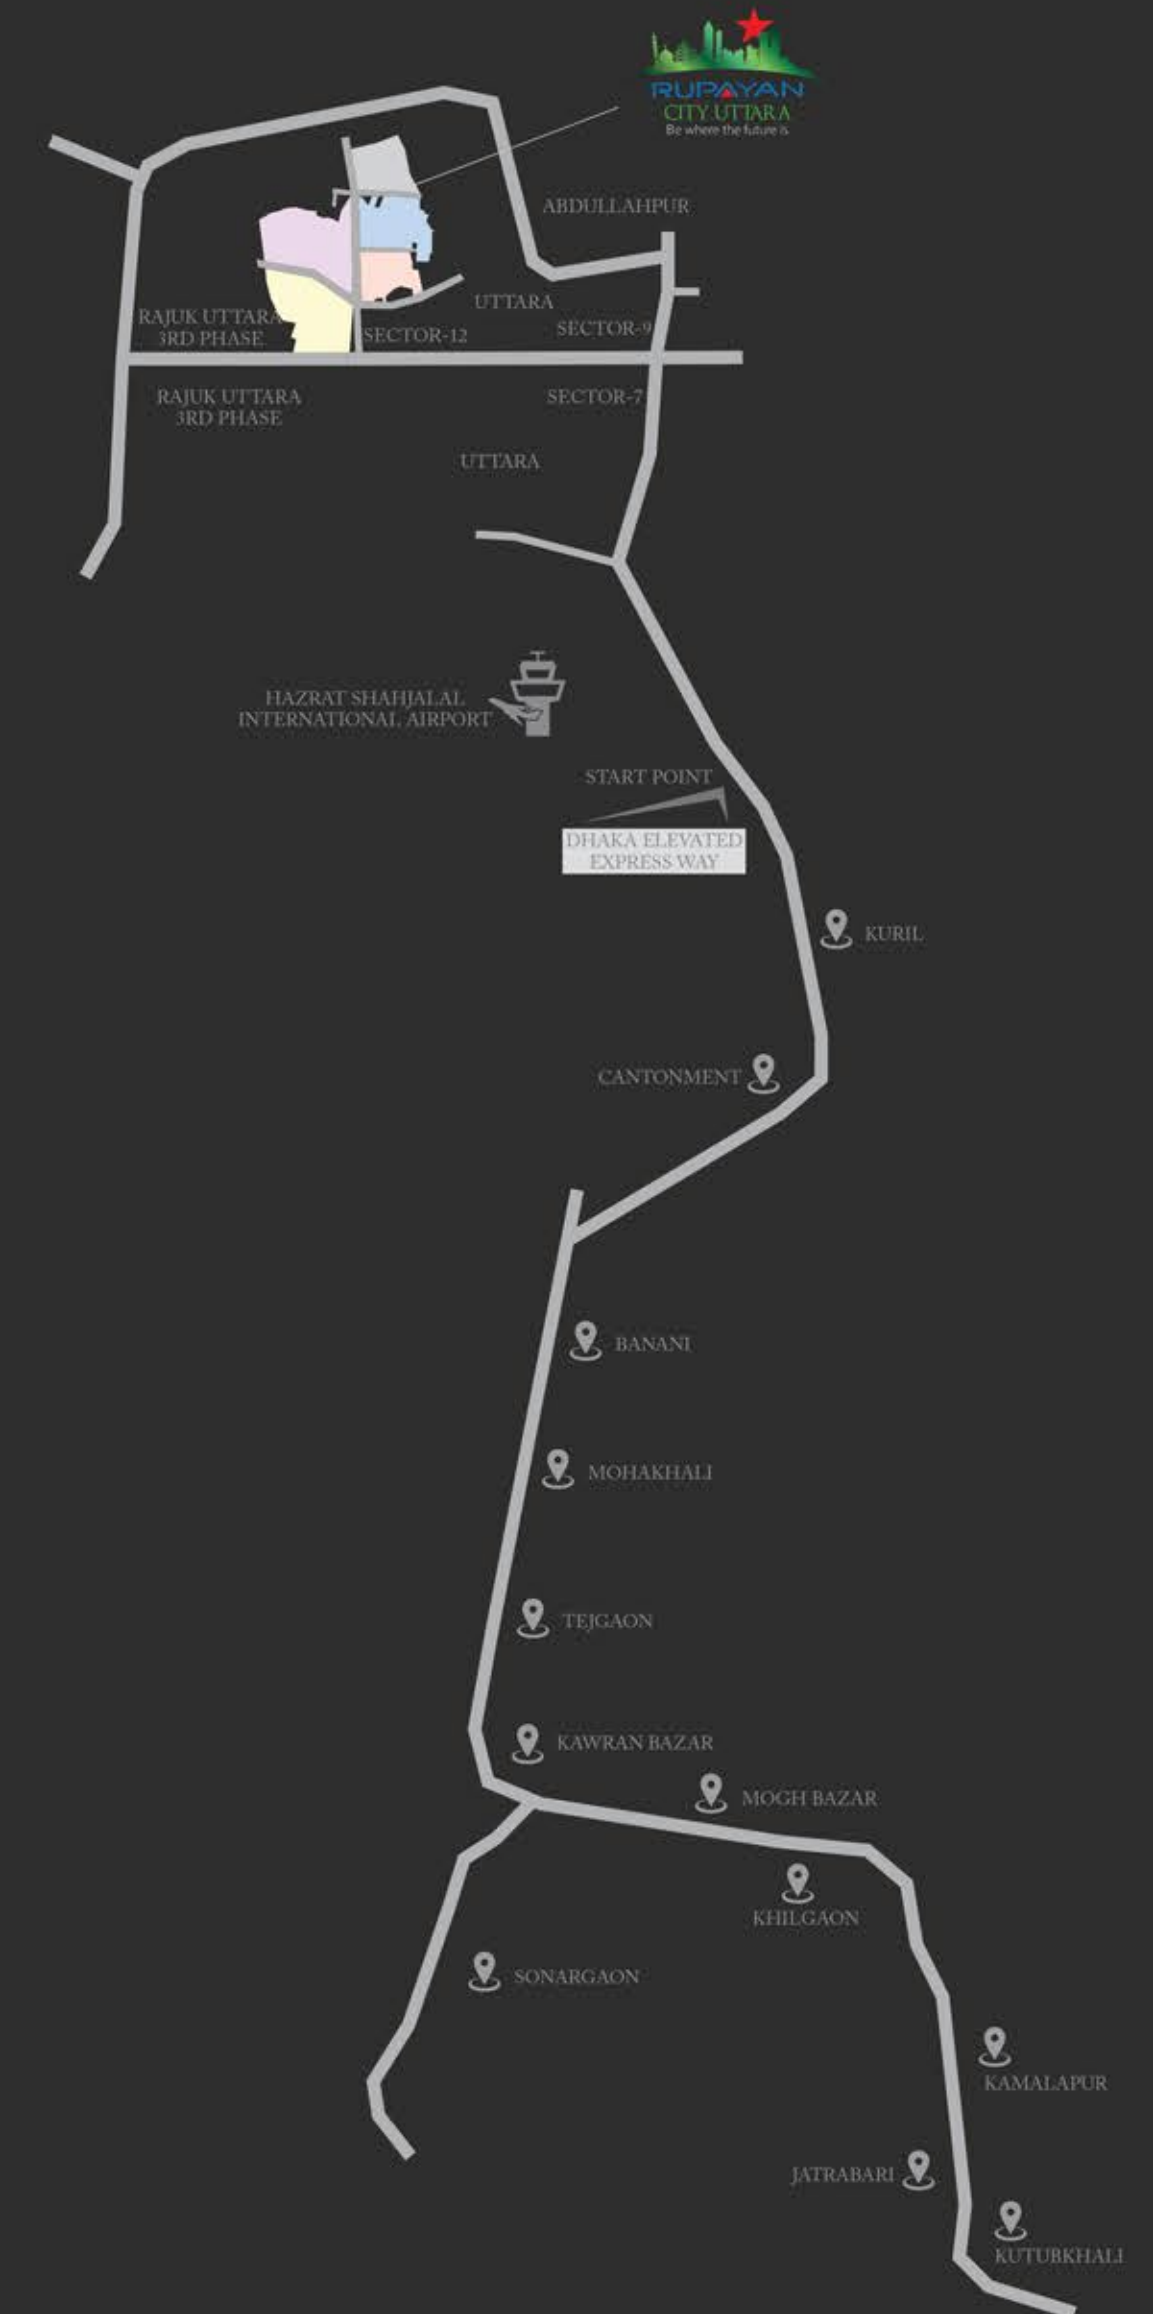 RUPAYAN
CITY UTTARA
Be where the future is
ABDULLAHPUR
UTTARA
RAJUK UTTARA
3RD PHASE
SECTOR-12
SECTOR-9
RAJUK UTTARA
3RD PHASE
SECTOR-7
UTTARA
HAZRAT SHAHJALAL
INTERNATIONAL AIRPORT
START POINT
DHAKA ELEVATED
EXPRESS WAY
KURIL
CANTONMENT
BANANI
MOHAKHALI
TEJGAON
KAWRAN BAZAR
MOGH BAZAR
KHILGAON
SONARGAON
KAMALAPUR
JATRABARI
KUTUBKHALI